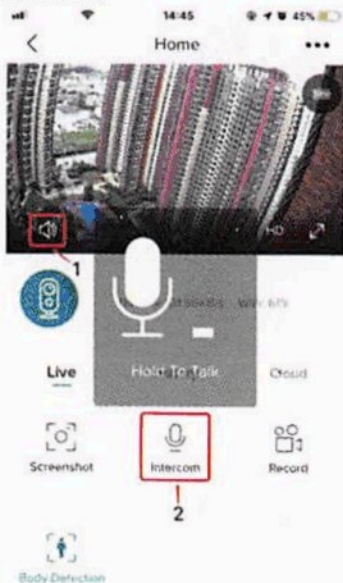 14:45
45%
Home
HD
1
Live
Hold To Talk
Cloud
Screenshot
Intercom
Record
2
Body Detection